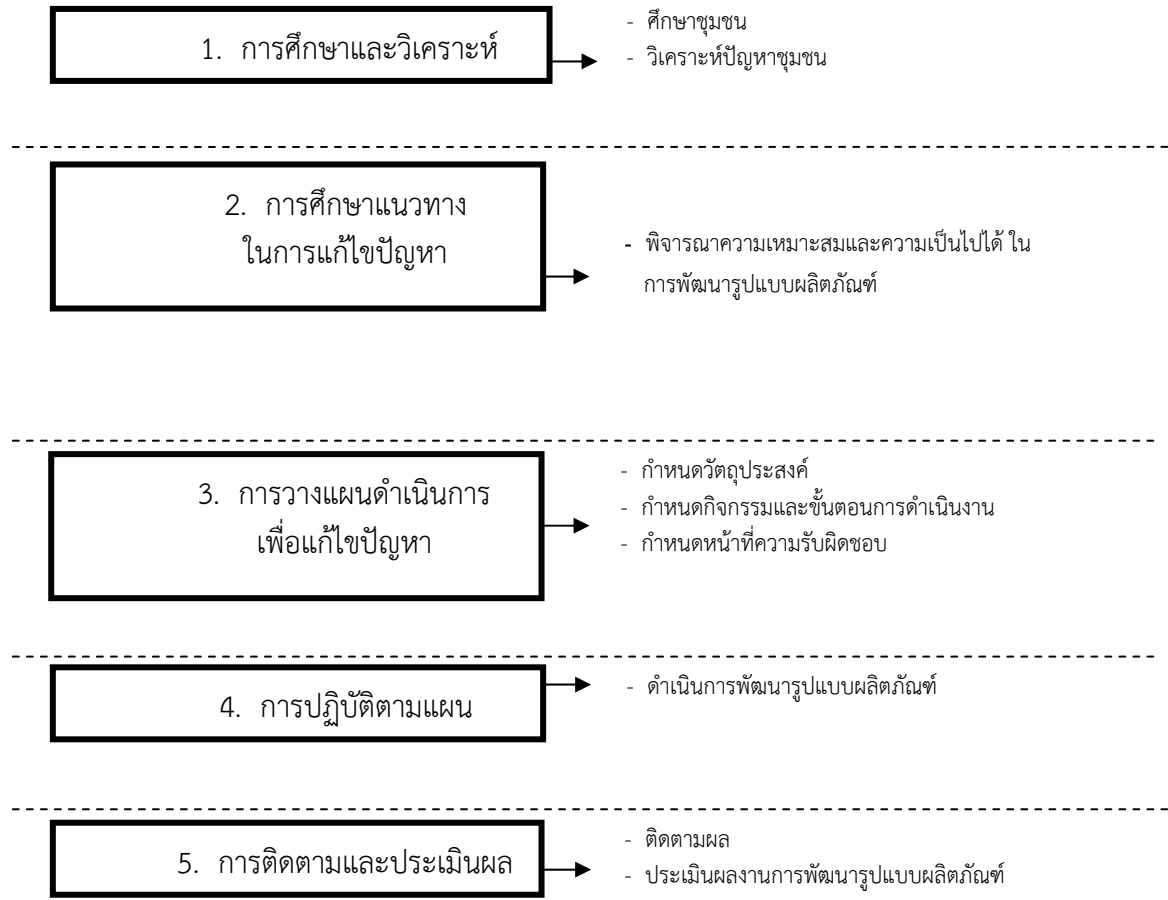 1. การศึกษาและวิเคราะห์
- ศึกษาชุมชน
- วิเคราะห์ปัญหาชุมชน
2. การศึกษาแนวทาง
ในการแก้ไขปัญหา
- พิจารณาความเหมาะสมและความเป็นไปได้ ใน
การพัฒนารูปแบบผลิตภัณฑ์
3. การวางแผนดำเนินการ
เพื่อแก้ไขปัญหา
- กำหนดวัตถุประสงค์
- กำหนดกิจกรรมและขั้นตอนการดำเนินงาน
- กำหนดหน้าที่ความรับผิดชอบ
4. การปฏิบัติตามแผน
- ดำเนินการพัฒนารูปแบบผลิตภัณฑ์
5. การติดตามและประเมินผล
- ติดตามผล
- ประเมินผลงานการพัฒนารูปแบบผลิตภัณฑ์